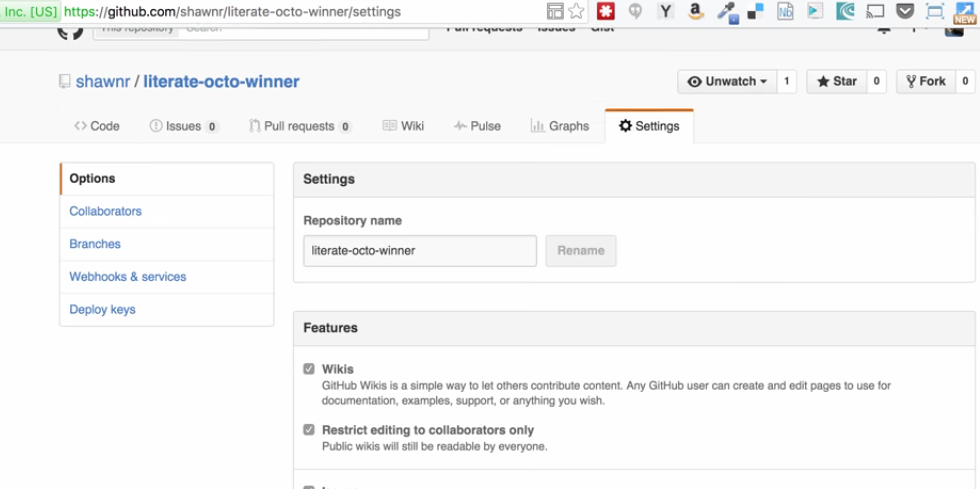 Inc. [US] https://github.com/shawnr/literate-octo-winner/settings
NEW
This repository Search Pull requests Issues Gist
shawnr / literate-octo-winner
Unwatch 1 Star 0 Fork 0
Code Issues 0 Pull requests 0 Wiki Pulse Graphs Settings
Options
Collaborators
Branches
Webhooks & services
Deploy keys
Settings
Repository name
literate-octo-winner Rename
Features
Wikis
GitHub Wikis is a simple way to let others contribute content. Any GitHub user can create and edit pages to use for
documentation, examples, support, or anything you wish.
Restrict editing to collaborators only
Public wikis will still be readable by everyone.